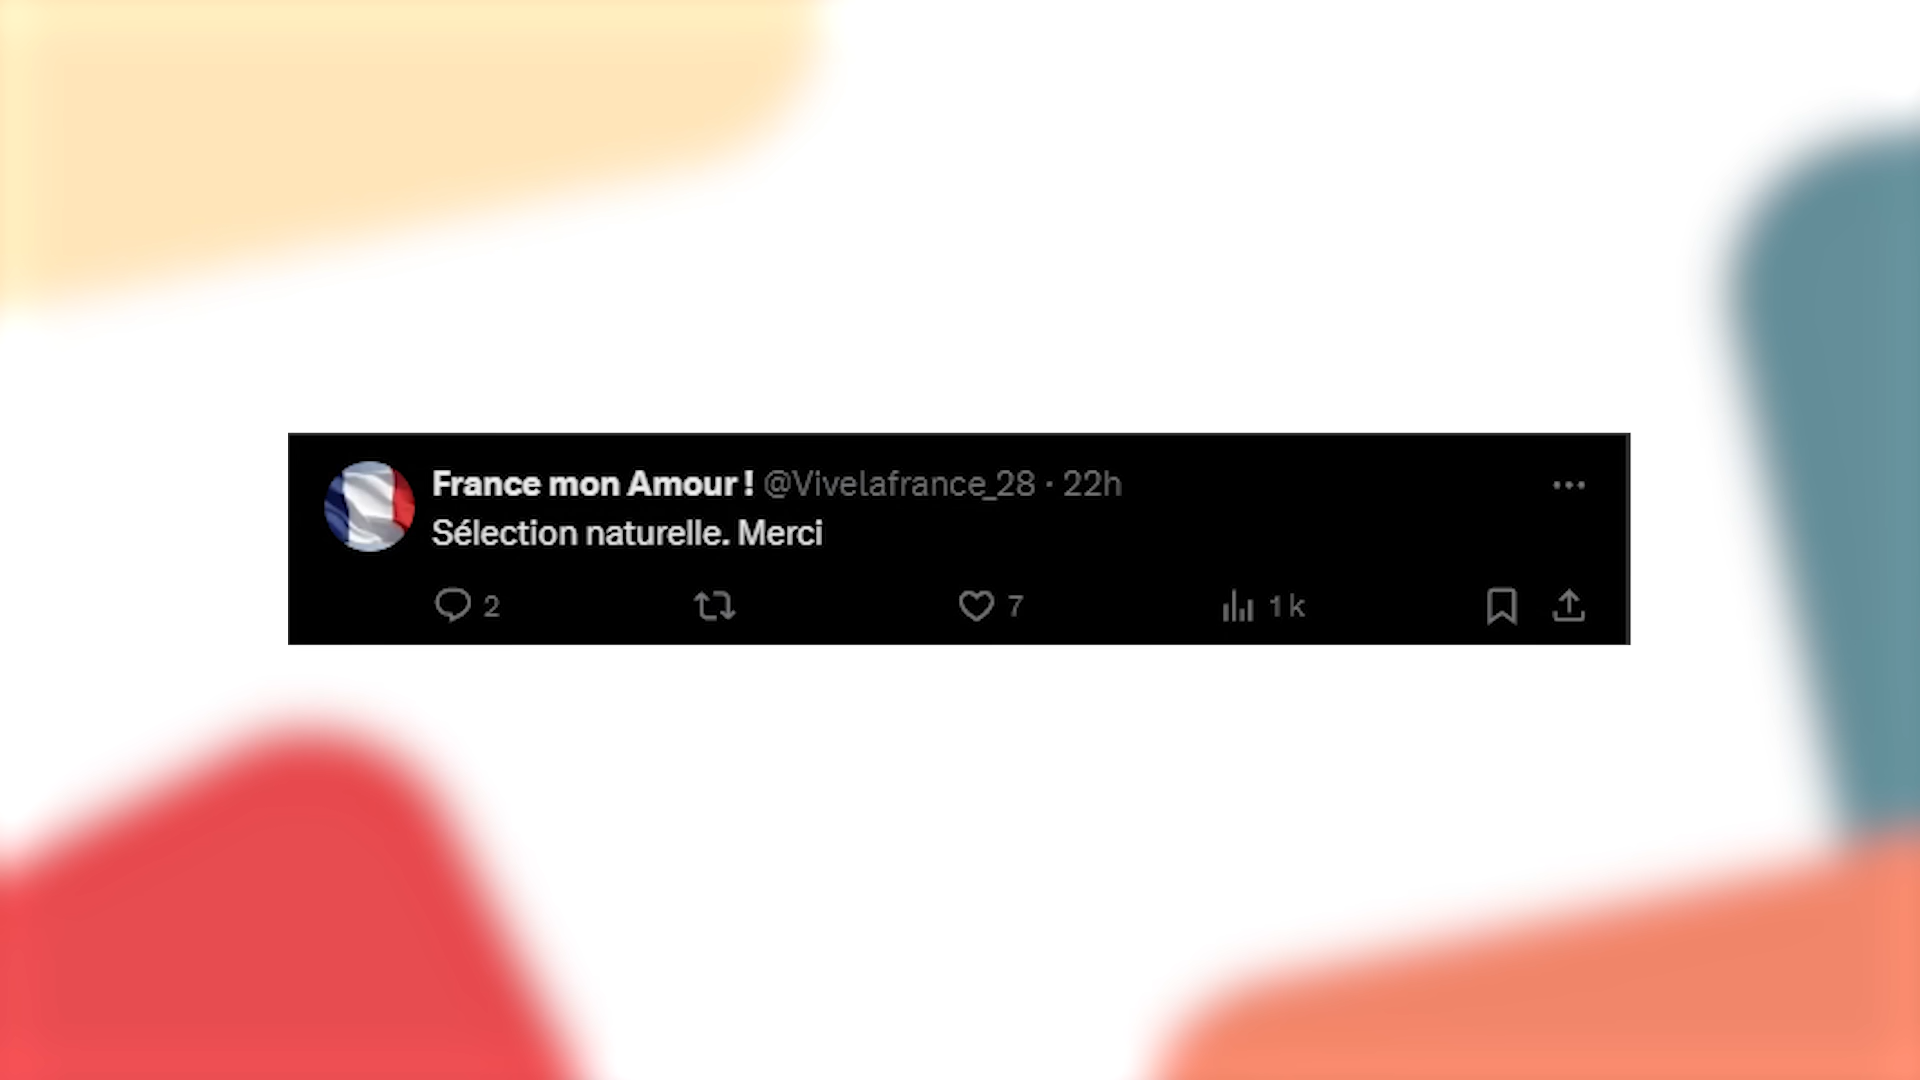 France mon Amour ! @Vivelafrance_28 · 22h
Sélection naturelle. Merci
2 7 1 k